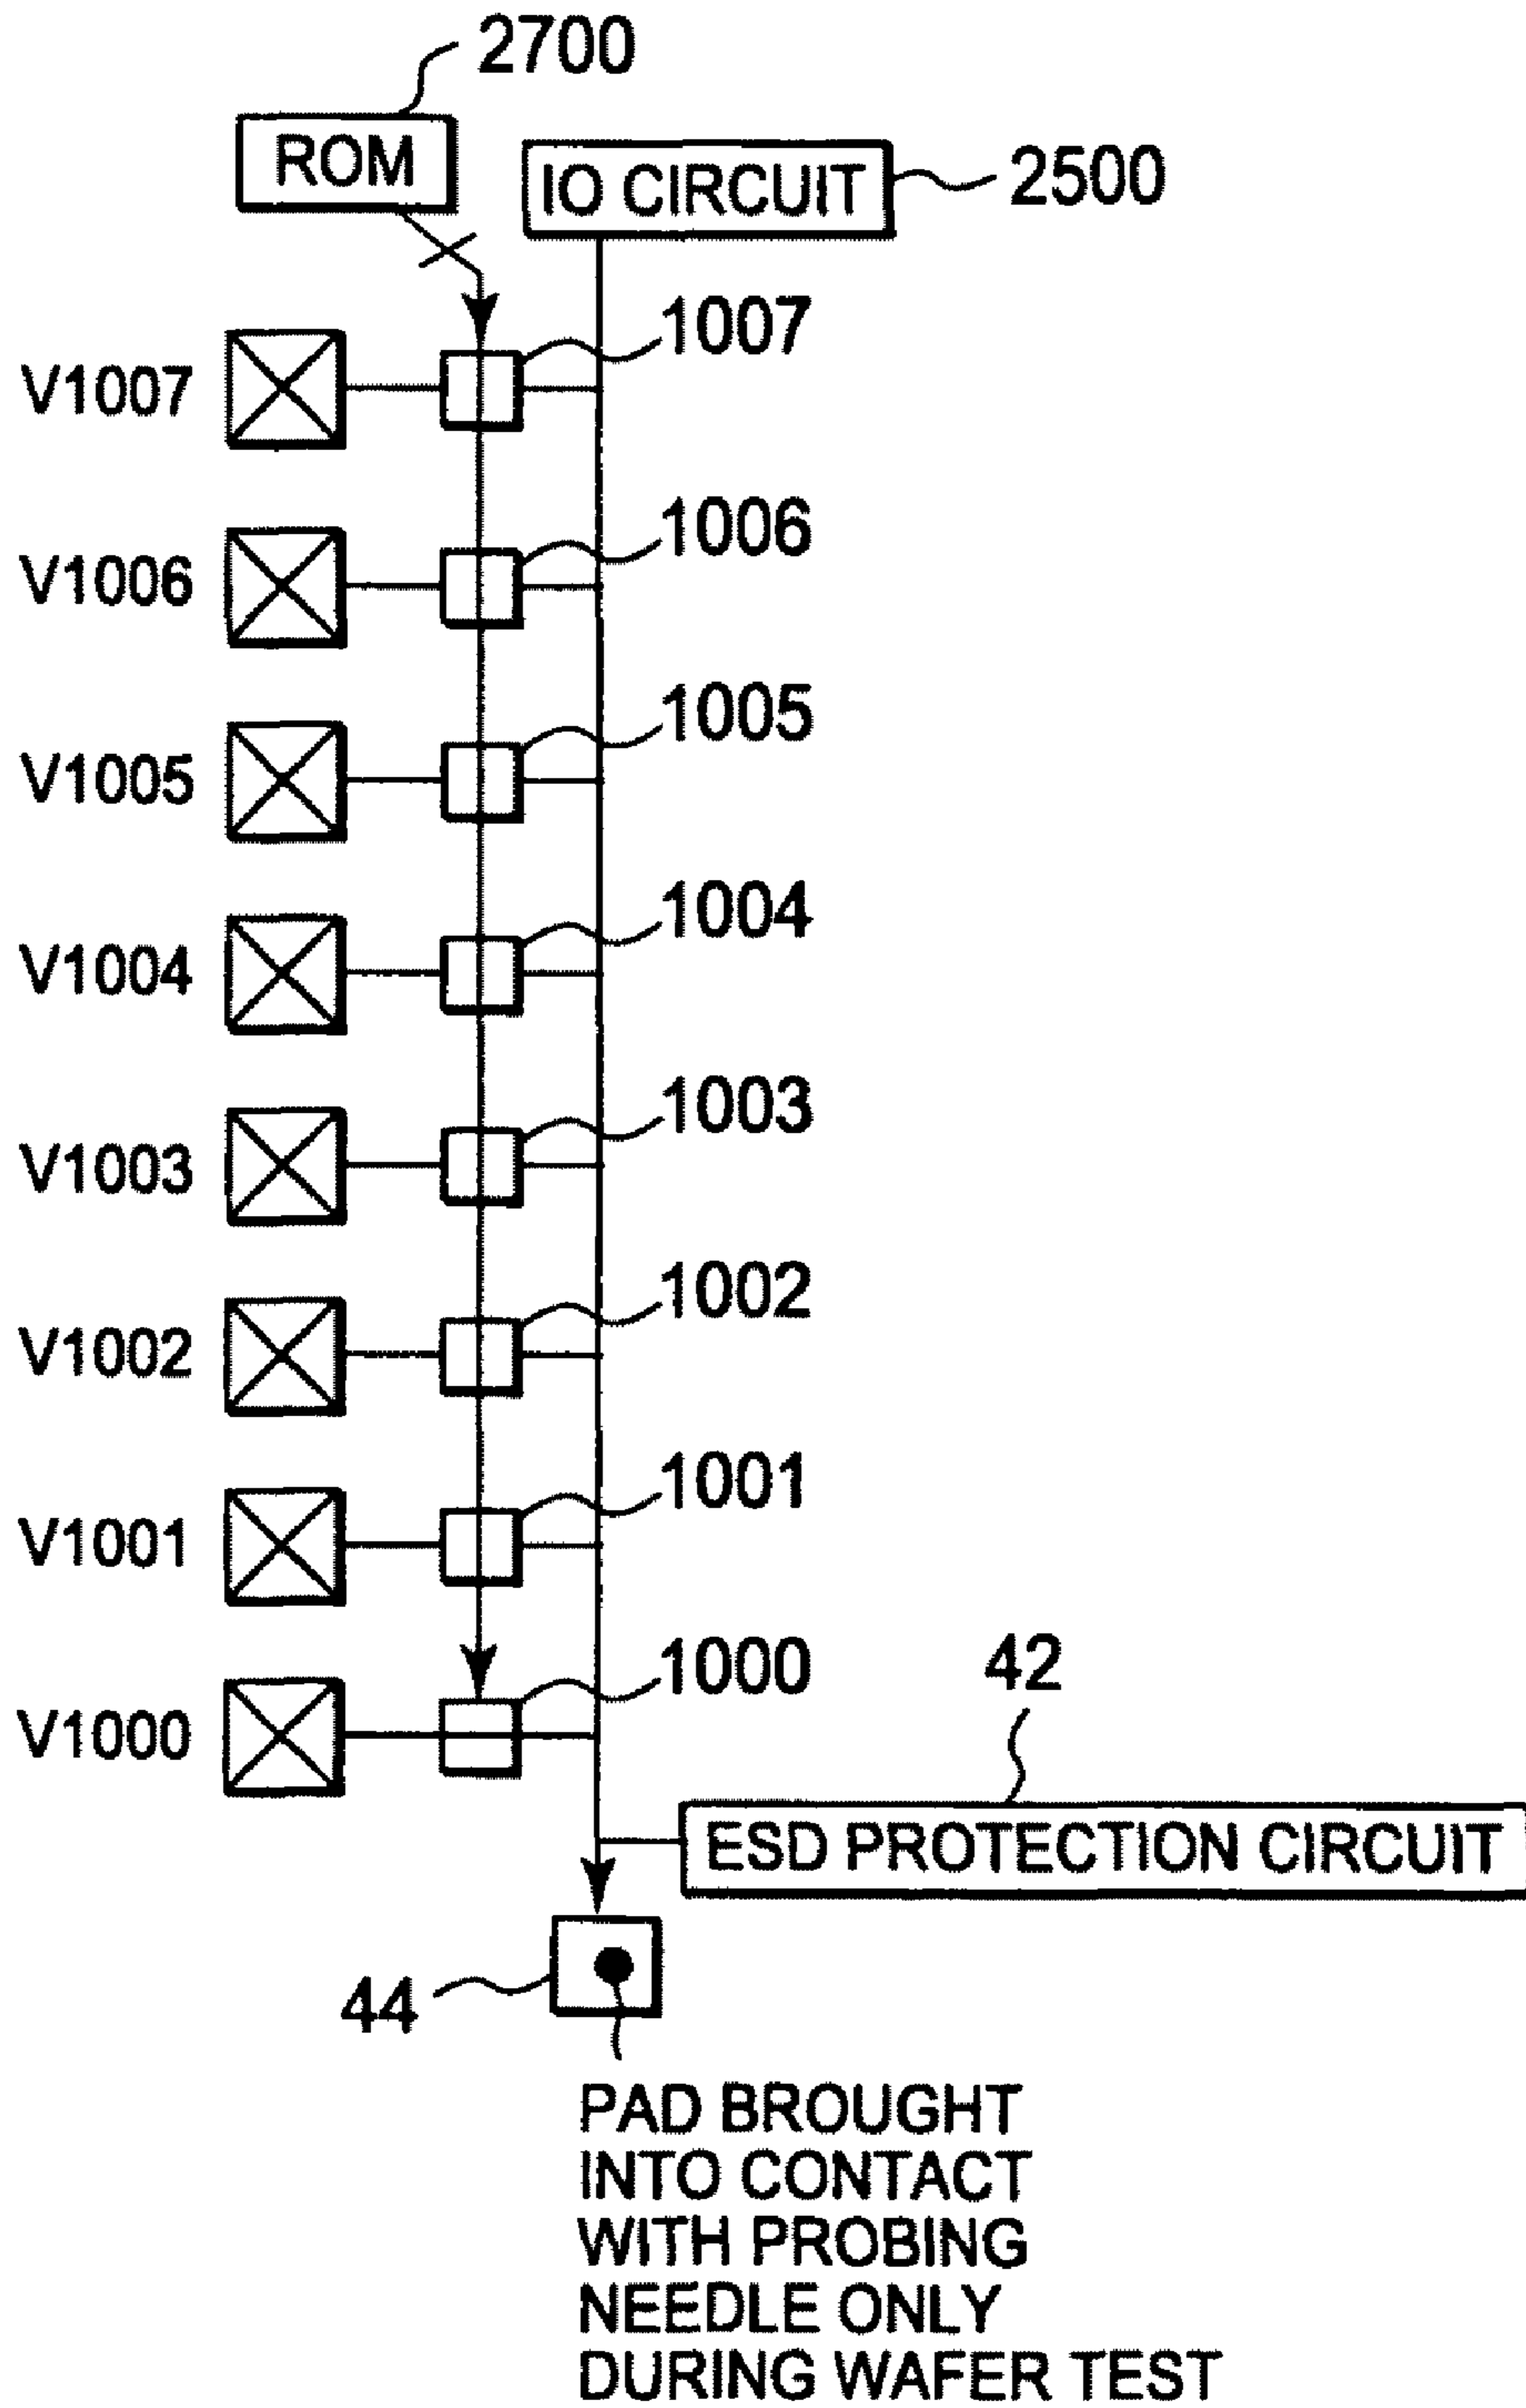 2700
ROM
IO CIRCUIT
2500
1007
V1007
1006
V1006
1005
V1005
1004
V1004
1003
V1003
1002
V1002
1001
V1001
1000
V1000
42
ESD PROTECTION CIRCUIT
44
PAD BROUGHT
INTO CONTACT
WITH PROBING
NEEDLE ONLY
DURING WAFER TEST